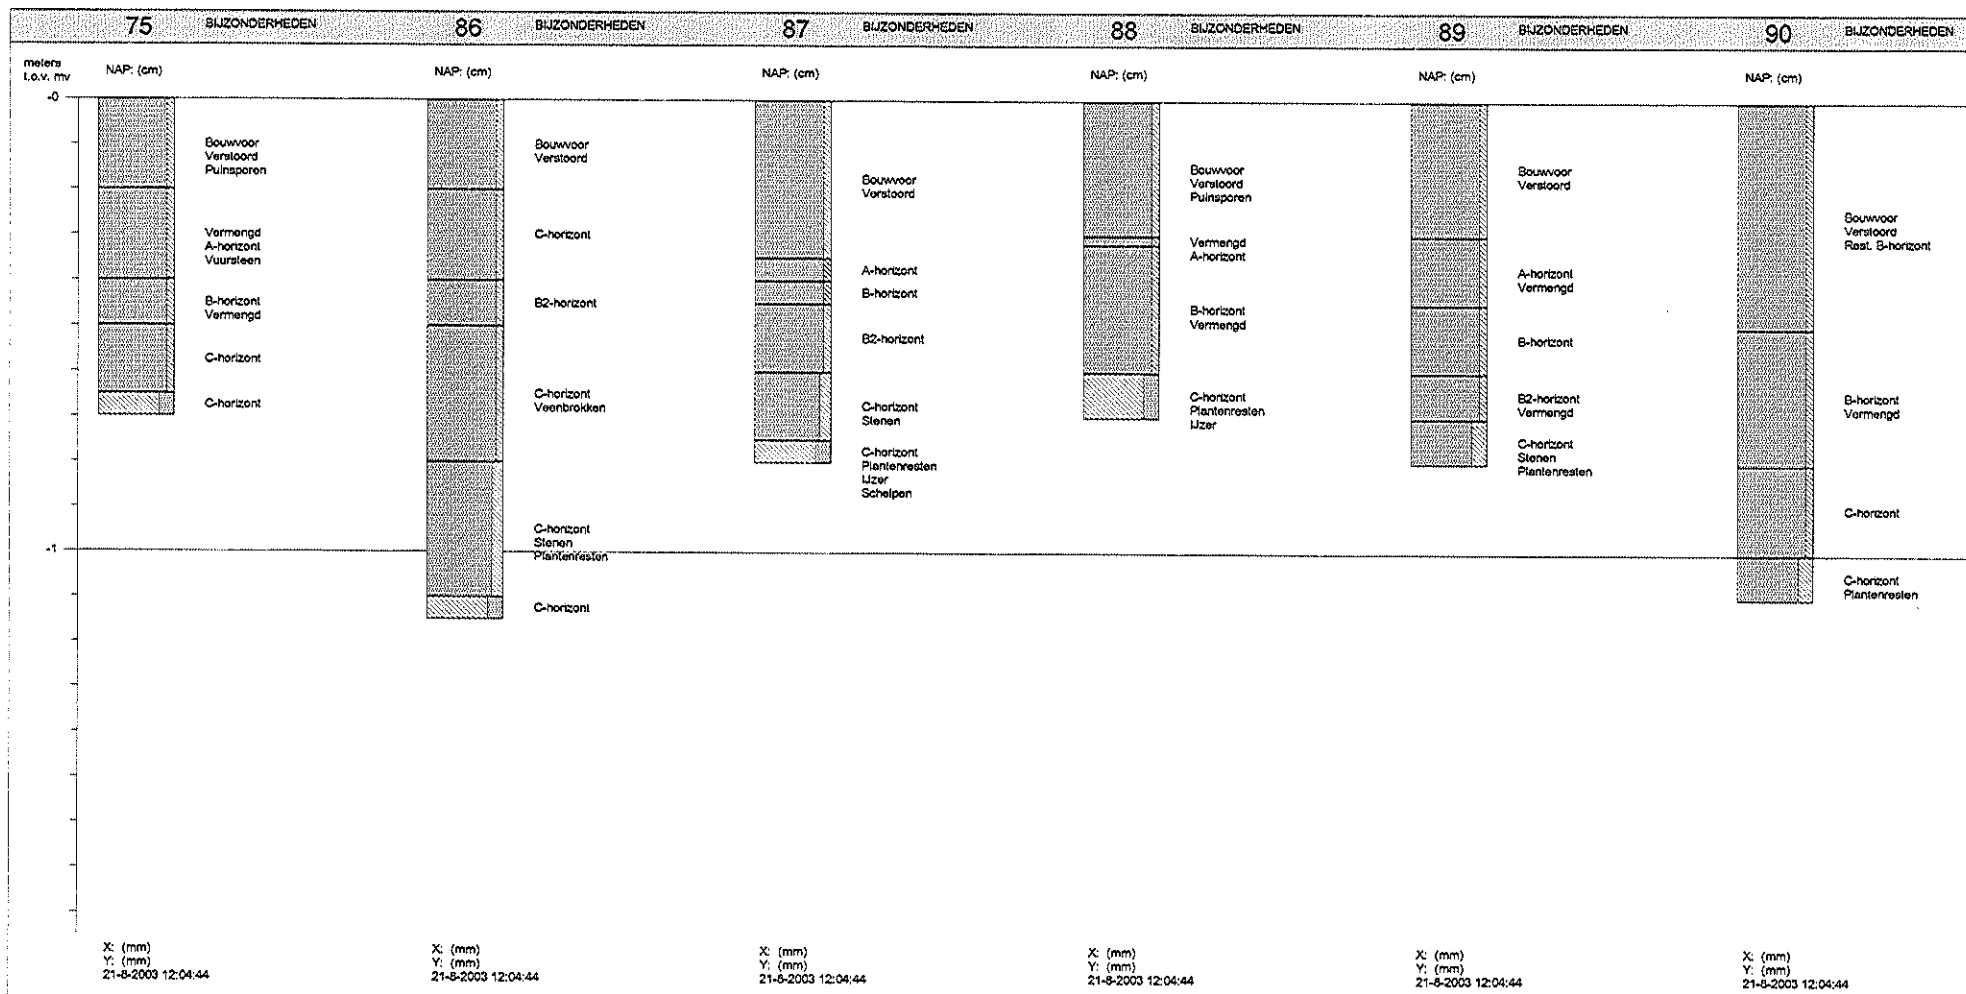 75 BIJZONDERHEDEN 86 BIJZONDERHEDEN 87 BIJZONDERHEDEN 88 BIJZONDERHEDEN 89 BIJZONDERHEDEN 90 BIJZONDERHEDEN
meters
t.o.v. mv
NAP: (cm) NAP: (cm) NAP: (cm) NAP: (cm) NAP: (cm) NAP: (cm)
-0
-1
Bouwvoor
Verstoord
Puinsporen
Vermengd
A-horizont
Vuursteen
B-horizont
Vermengd
C-horizont
C-horizont
X: (mm)
Y: (mm)
21-8-2003 12:04:44
Bouwvoor
Verstoord
C-horizont
B2-horizont
C-horizont
Veenbrokken
C-horizont
Stenen
Plantenresten
C-horizont
X: (mm)
Y: (mm)
21-8-2003 12:04:44
Bouwvoor
Verstoord
A-horizont
B-horizont
B2-horizont
C-horizont
Stenen
C-horizont
Plantenresten
IJzer
Schelpen
X: (mm)
Y: (mm)
21-8-2003 12:04:44
Bouwvoor
Verstoord
Puinsporen
Vermengd
A-horizont
B-horizont
Vermengd
C-horizont
Plantenresten
IJzer
X: (mm)
Y: (mm)
21-8-2003 12:04:44
Bouwvoor
Verstoord
A-horizont
Vermengd
B-horizont
B2-horizont
Vermengd
C-horizont
Stenen
Plantenresten
X: (mm)
Y: (mm)
21-8-2003 12:04:44
Bouwvoor
Verstoord
Rest. B-horizont
B-horizont
Vermengd
C-horizont
C-horizont
Plantenresten
X: (mm)
Y: (mm)
21-8-2003 12:04:44